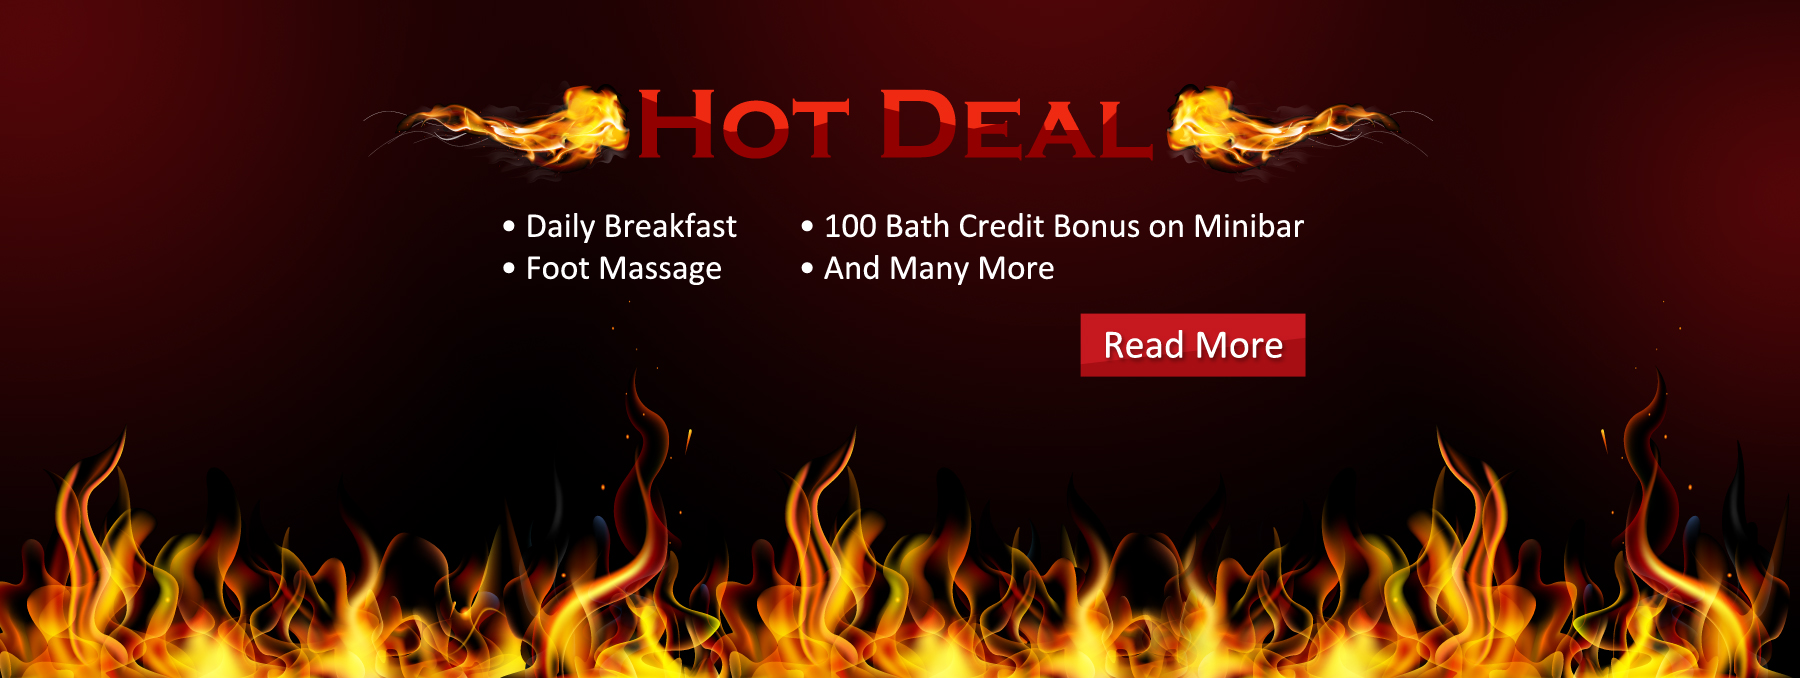 Hot Deal
• Daily Breakfast
• Foot Massage
• 100 Bath Credit Bonus on Minibar
• And Many More
Read More